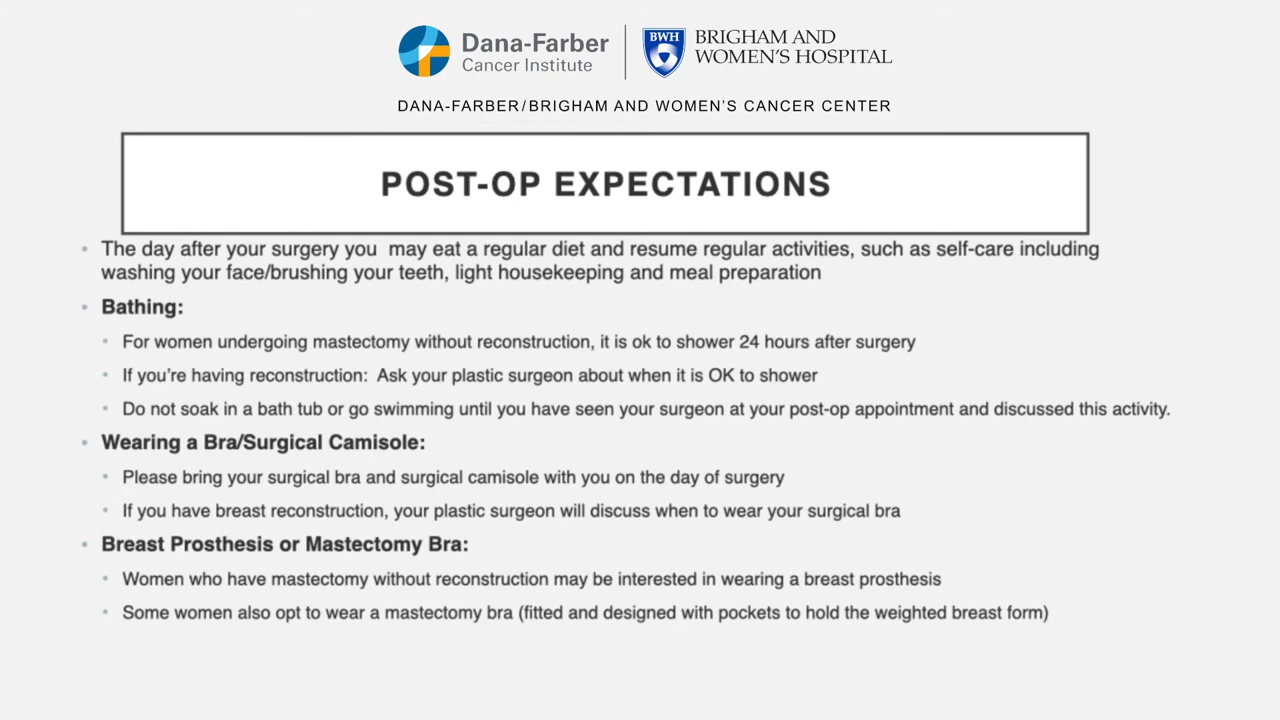 Dana-Farber
Cancer Institute
BWH
BRIGHAM AND
WOMEN'S HOSPITAL
DANA-FARBER/BRIGHAM AND WOMEN'S CANCER CENTER
POST-OP EXPECTATIONS
• The day after your surgery you  may eat a regular diet and resume regular activities, such as self-care including
washing your face/brushing your teeth, light housekeeping and meal preparation
• Bathing:
• For women undergoing mastectomy without reconstruction, it is ok to shower 24 hours after surgery
• If you're having reconstruction:  Ask your plastic surgeon about when it is OK to shower
• Do not soak in a bath tub or go swimming until you have seen your surgeon at your post-op appointment and discussed this activity.
• Wearing a Bra/Surgical Camisole:
• Please bring your surgical bra and surgical camisole with you on the day of surgery
• If you have breast reconstruction, your plastic surgeon will discuss when to wear your surgical bra
• Breast Prosthesis or Mastectomy Bra:
• Women who have mastectomy without reconstruction may be interested in wearing a breast prosthesis
• Some women also opt to wear a mastectomy bra (fitted and designed with pockets to hold the weighted breast form)